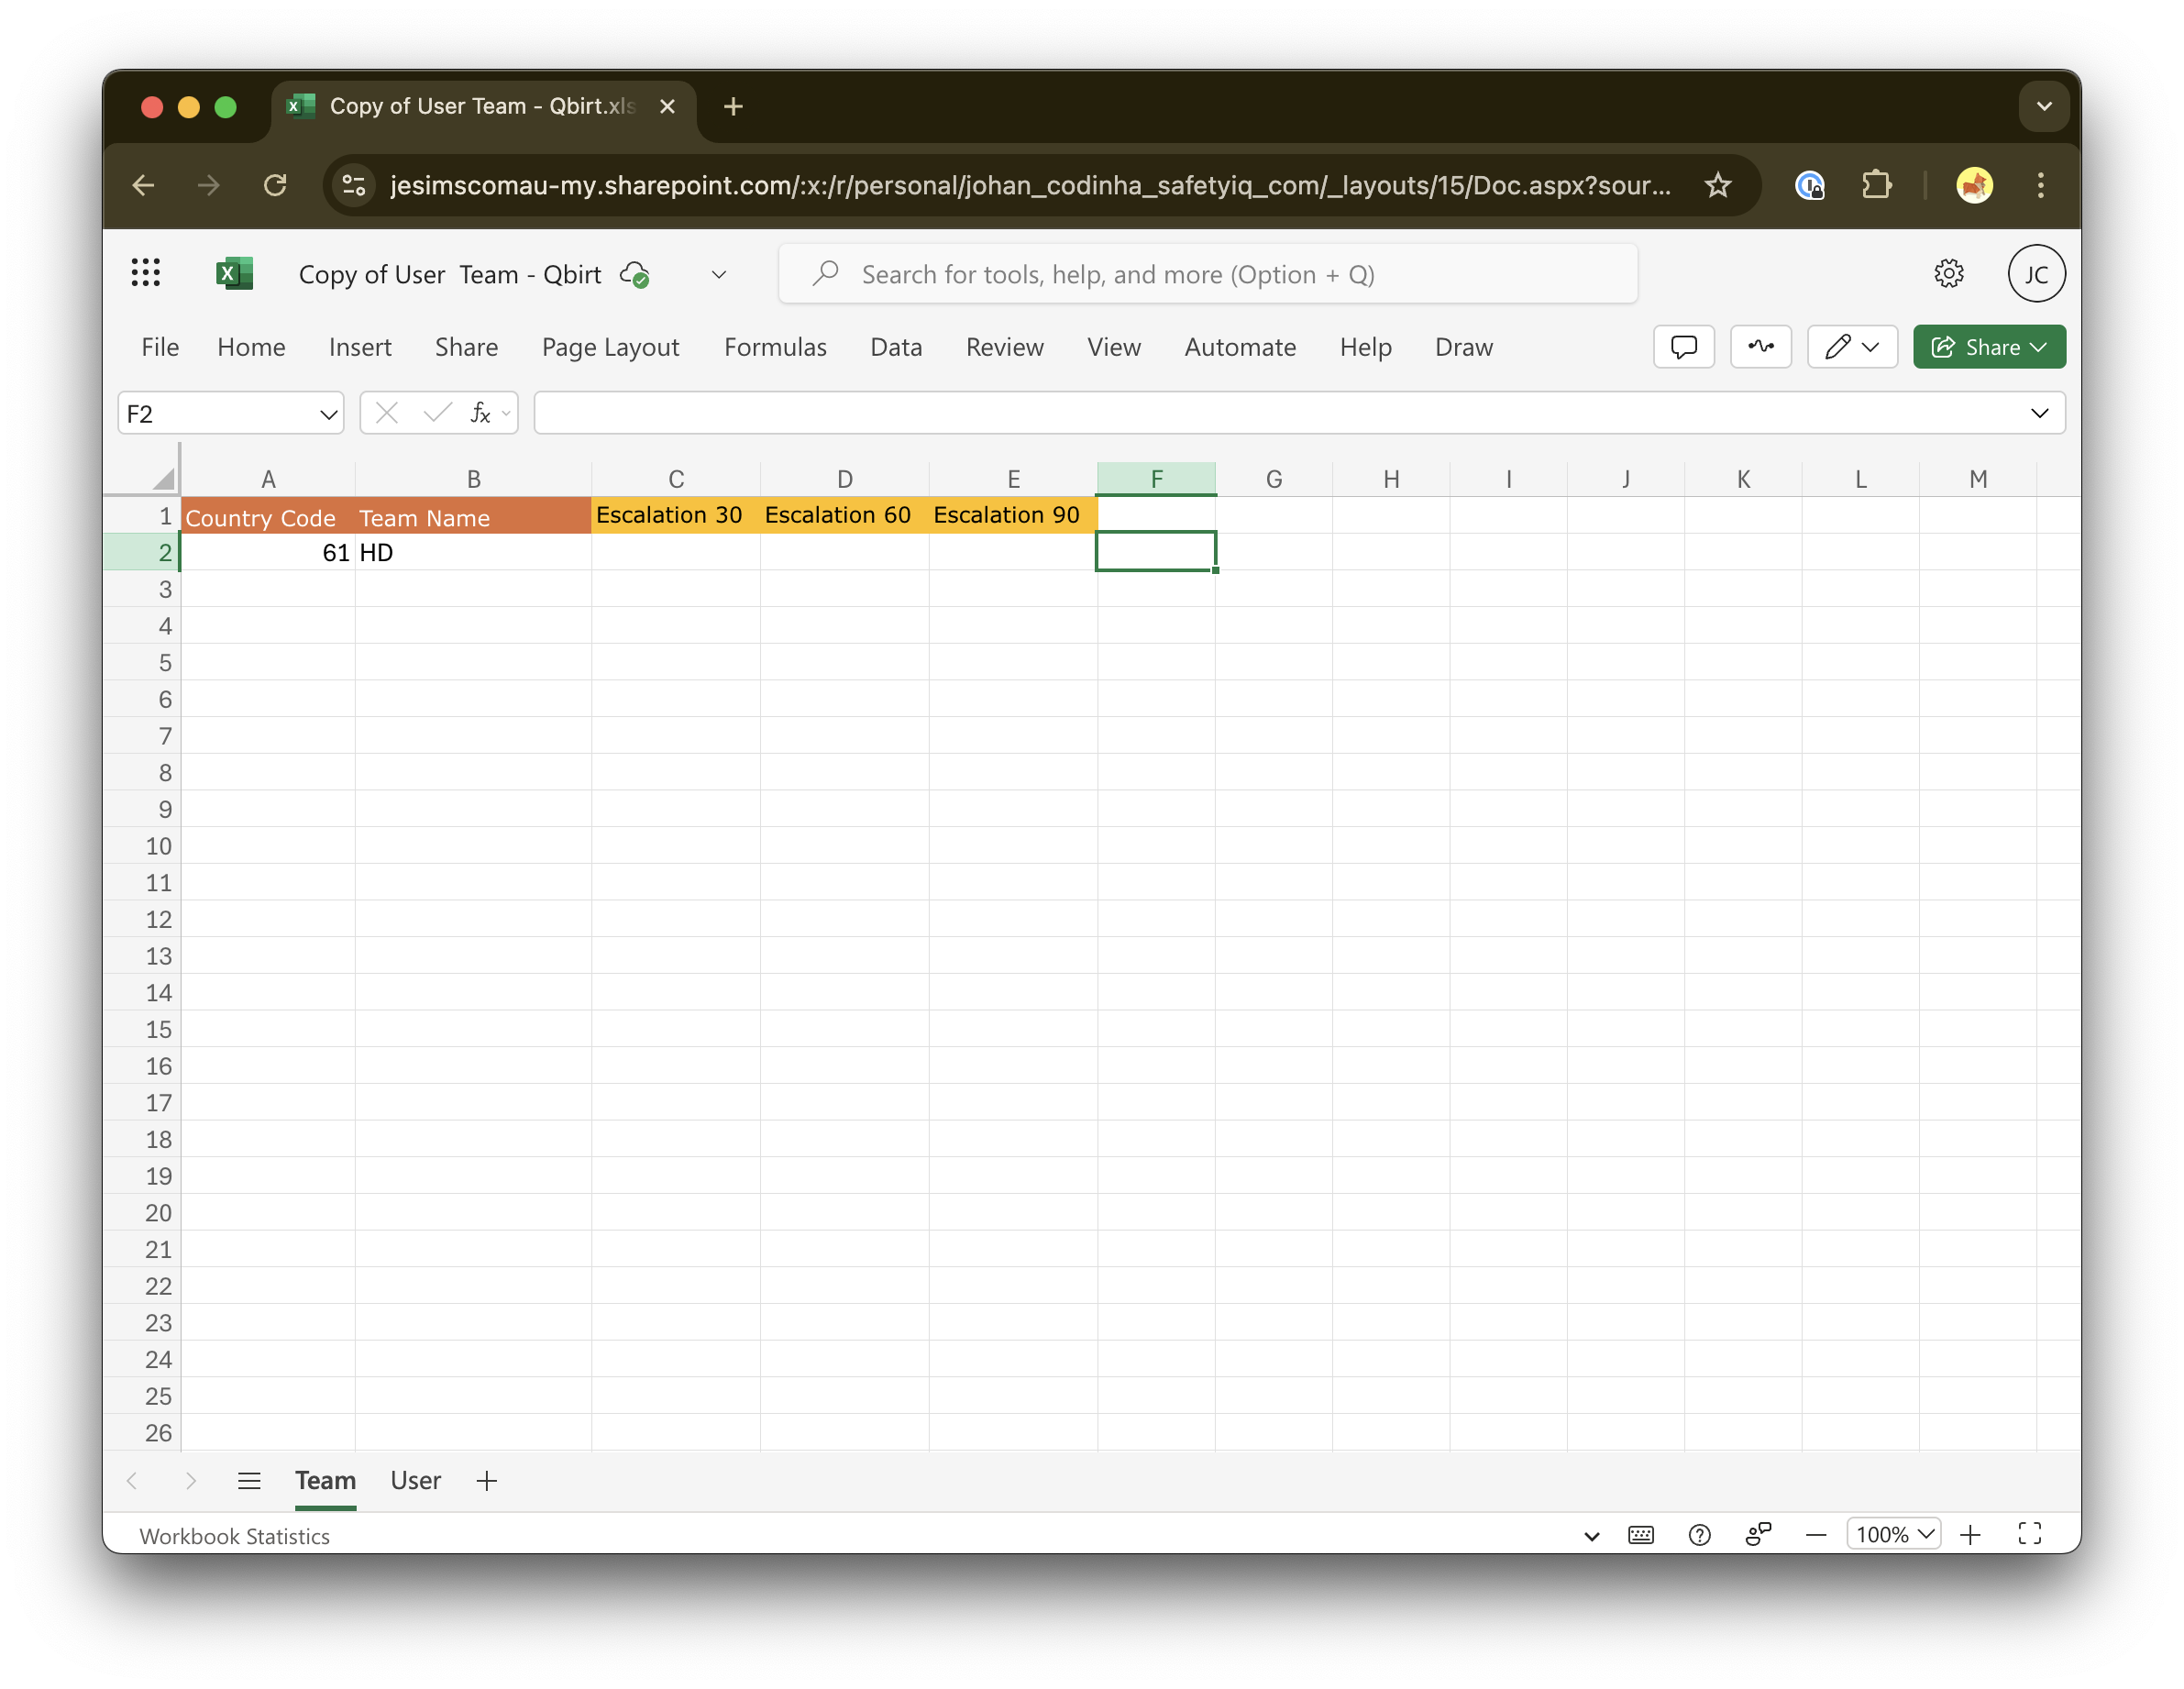 Copy of User Team - Qbirt.xls
jesimscomau-my.sharepoint.com/:x:/r/personal/johan_codinha_safetyiq_com/_layouts/15/Doc.aspx?sour...
Copy of User  Team - Qbirt
Search for tools, help, and more (Option + Q)
JC
File Home Insert Share Page Layout Formulas Data Review View Automate Help Draw Share
F2 fx
A B C D E F G H I J K L M
1 Country Code Team Name Escalation 30 Escalation 60 Escalation 90
2 61 HD
3
4
5
6
7
8
9
10
11
12
13
14
15
16
17
18
19
20
21
22
23
24
25
26
Team User
Workbook Statistics 100%